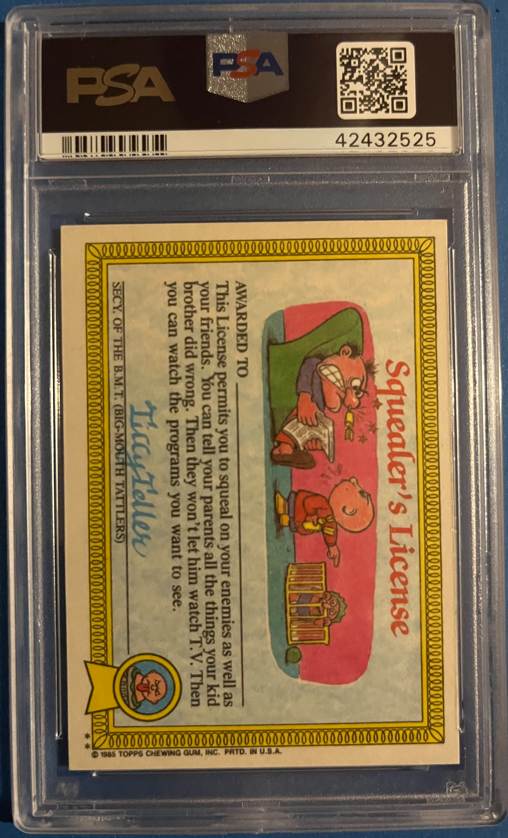 PSA
PSA
42432525
Squealer's License
AWARDED TO
This License permits you to squeal on your enemies as well as
your friends. You can tell your parents all the things your kid
brother did wrong. Then they won't let him watch T.V. Then
you can watch the programs you want to see.
SECY. OF THE B.M.T. (BIG-MOUTH TATTLERS)
** © 1985 TOPPS CHEWING GUM, INC. PRTD. IN U.S.A.